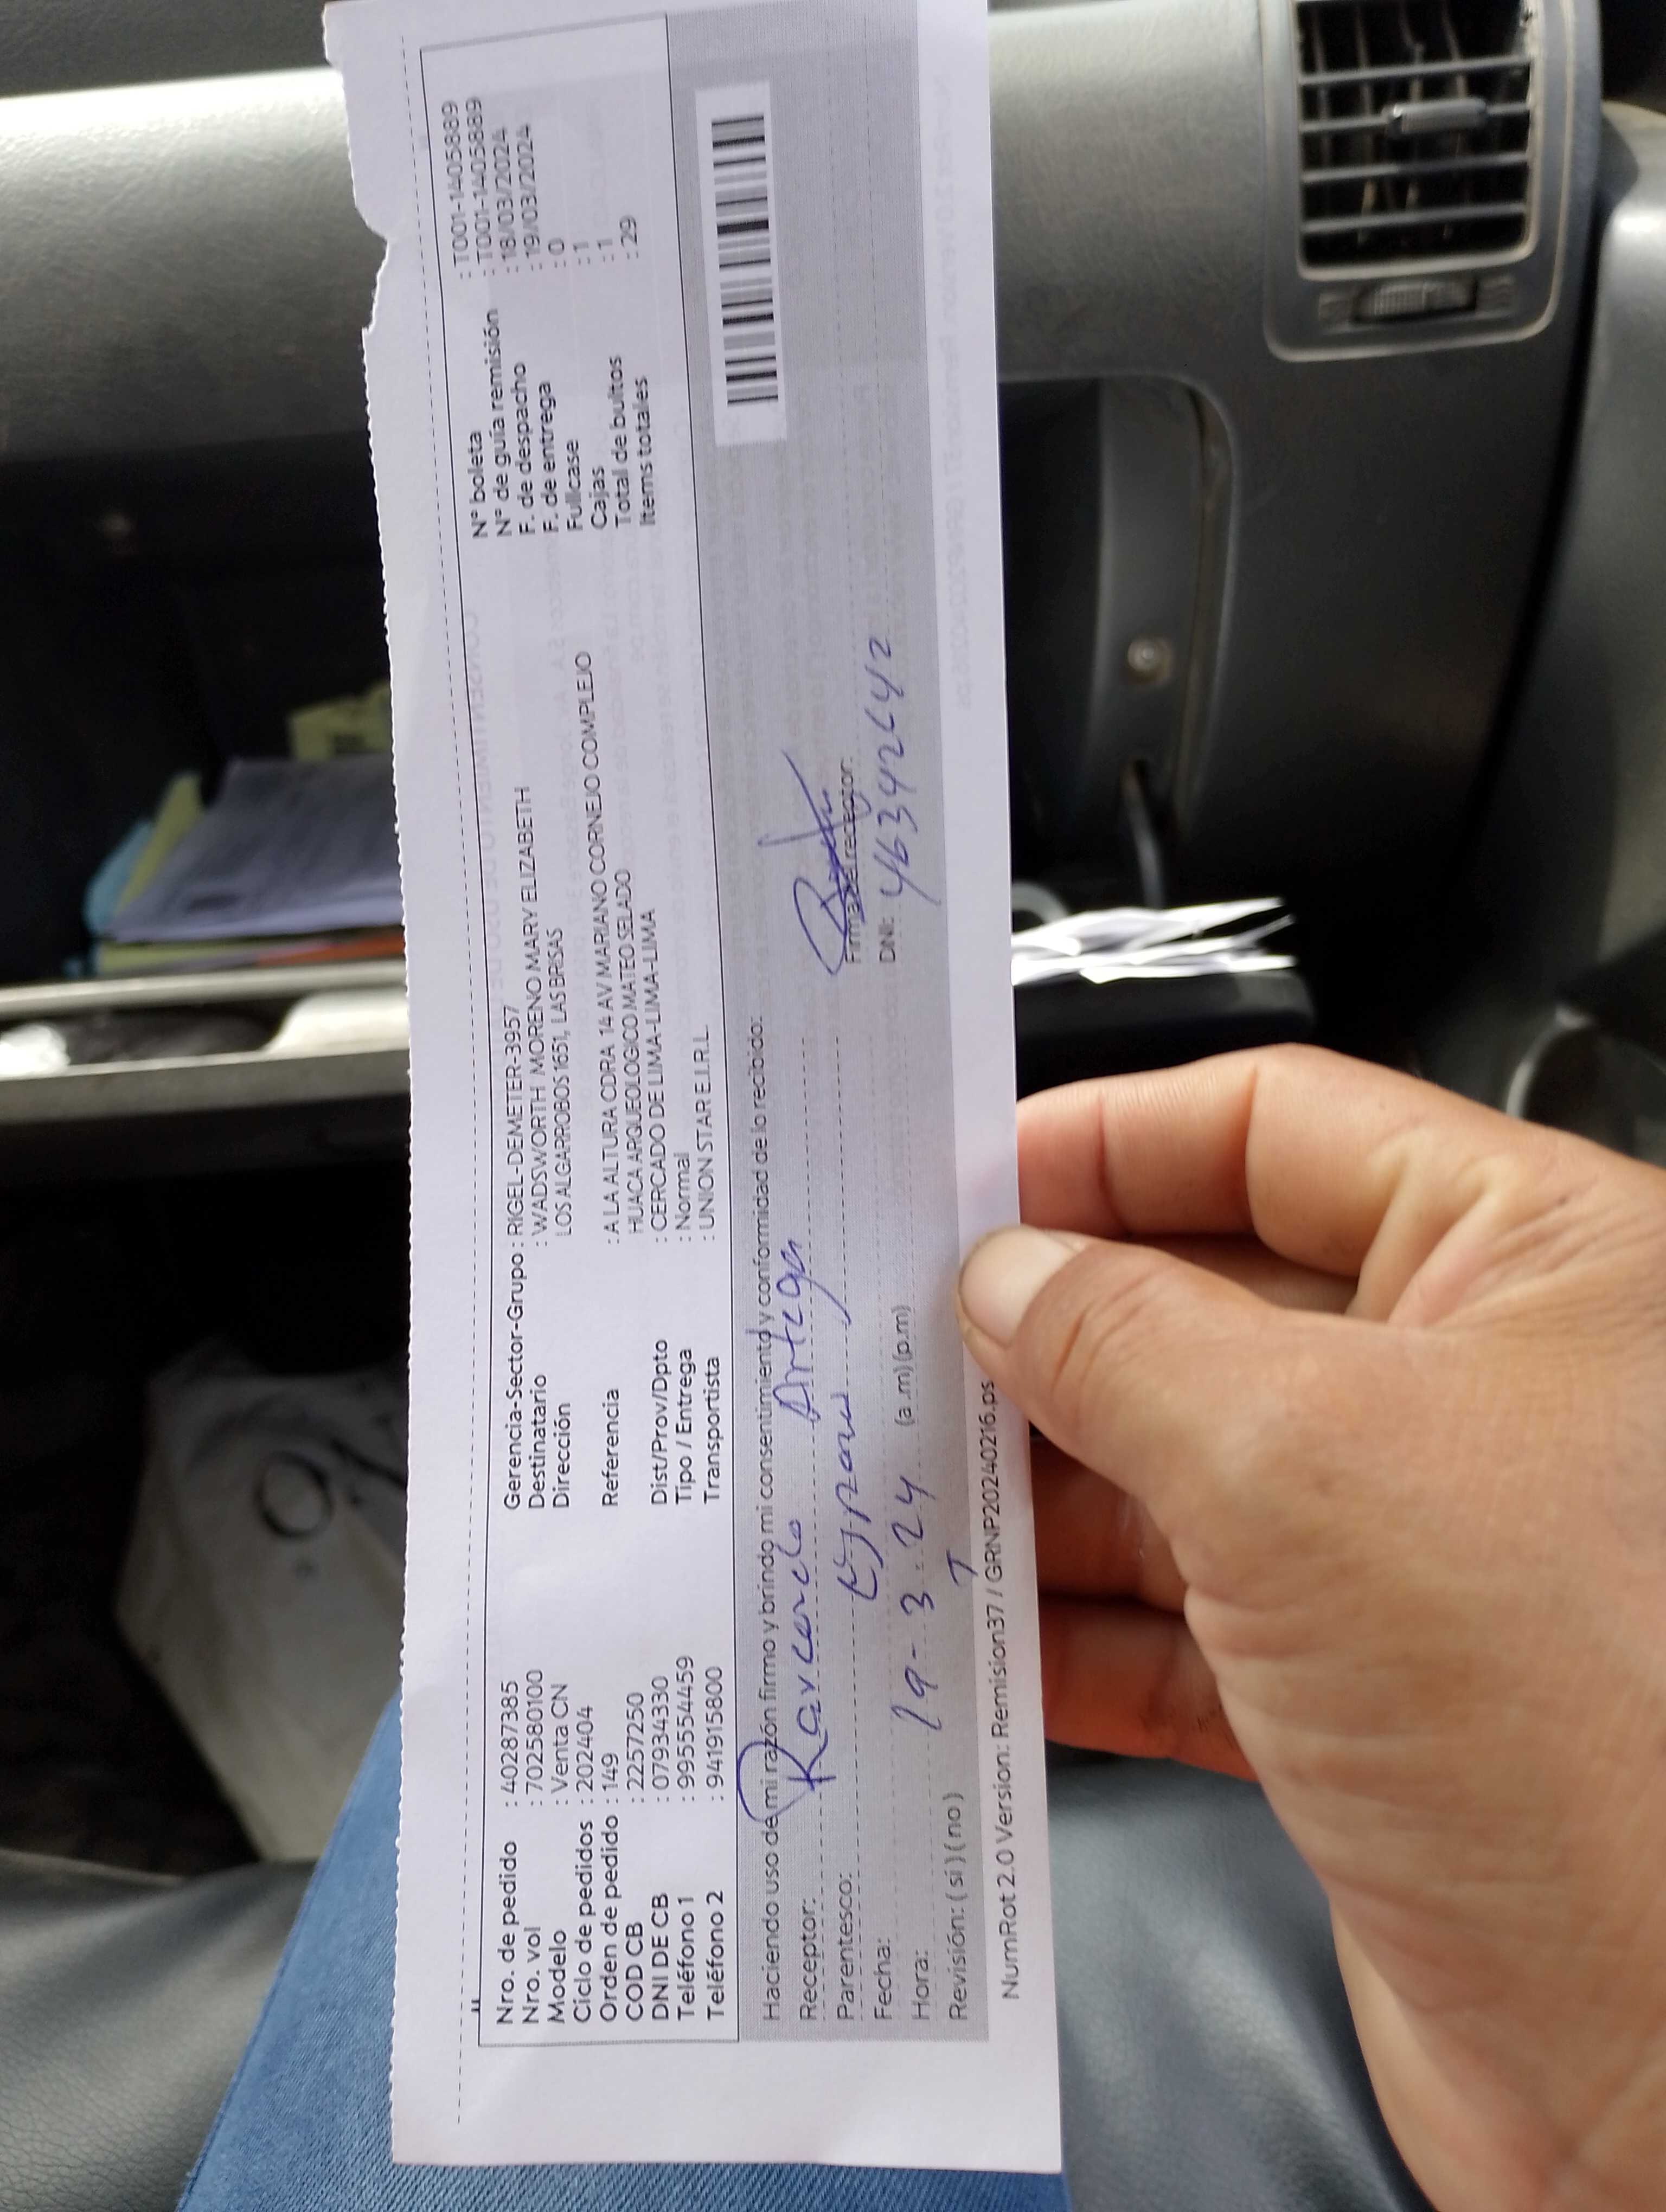 Nro. de pedido : 40287385
Nro. vol : 7022580100
Modelo : Venta CN
Ciclo de pedidos : 202404
Orden de pedido : 149
COD CB : 22572250
DNI DE CB : 07934330
Teléfono 1 : 995554459
Teléfono 2 : 941915800
Gerencia-Sector-Grupo : RIGEL-DEMETER-3957
Destinatario : WADSWORTH MORENO MARY ELIZABETH
Dirección LOS ALGARROBOS 1651, LAS BRISAS
Referencia : A LA ALTURA CDRA 14 AV MARIANO CORNEJO COMPLEJO
HUACA ARQUEOLOGICO MATEO SELADO
Dist/Prov/Dpto : CERCADO DE LIMA-LIMA-LIMA
Tipo / Entrega : Normal
Transportista : UNION STAR E.I.R.L.
N° boleta : T001-1405889
N° de guía remisión : T001-1405889
F. de despacho : 18/03/2024
F. de entrega : 19/03/2024
Fullcase : 0
Cajas : 1
Total de bultos : 1
Items totales : 29
Haciendo uso de mi razón firmo y brindo mi consentimiento y conformidad de lo recibido:
Receptor: Artega
Parentesco:
Fecha: 19-3-24
Hora: (a.m) (p.m)
Revisión: ( si ) ( no )
Firma del receptor:
DNI:
NumRot 2.0 Version: Remision37 / GRNP20240216.ps